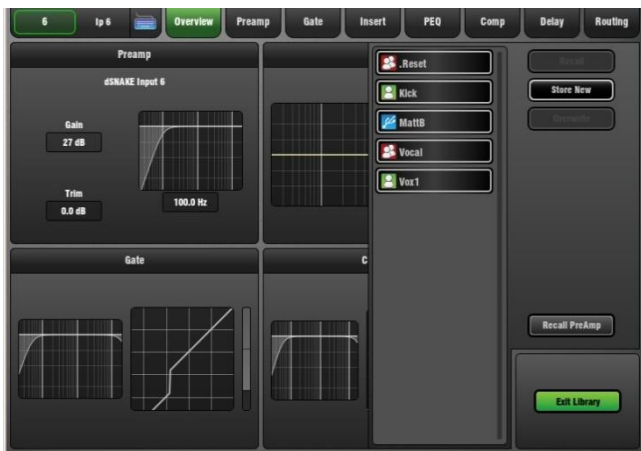 6 Ip 6 Overview Preamp Gate Insert PEQ Comp Delay Routing
Preamp
dSNAKE Input 6
Gain
27 dB
Trim
0.0 dB
100.0 Hz
Gate
C
.Reset
Kick
MattB
Vocal
Vox1
Recall
Store New
Overwrite
Recall PreAmp
Exit Library